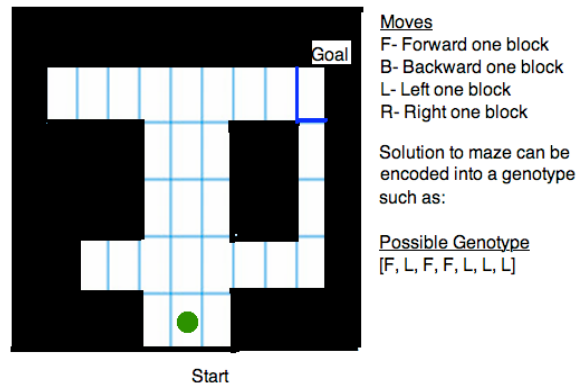 Goal
Start
Moves
F- Forward one block
B- Backward one block
L- Left one block
R- Right one block
Solution to maze can be
encoded into a genotype
such as:
Possible Genotype
[F, L, F, F, L, L, L]